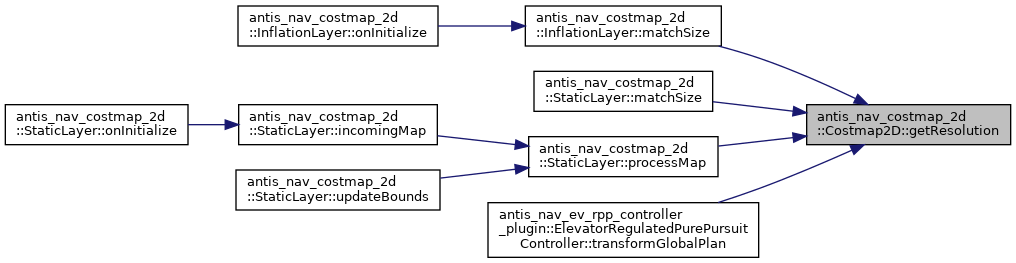 antis_nav_costmap_2d
::InflationLayer::onInitialize
antis_nav_costmap_2d
::InflationLayer::matchSize
antis_nav_costmap_2d
::StaticLayer::matchSize
antis_nav_costmap_2d
::StaticLayer::onInitialize
antis_nav_costmap_2d
::StaticLayer::incomingMap
antis_nav_costmap_2d
::Costmap2D::getResolution
antis_nav_costmap_2d
::StaticLayer::processMap
antis_nav_costmap_2d
::StaticLayer::updateBounds
antis_nav_ev_rpp_controller
_plugin::ElevatorRegulatedPurePursuit
Controller::transformGlobalPlan